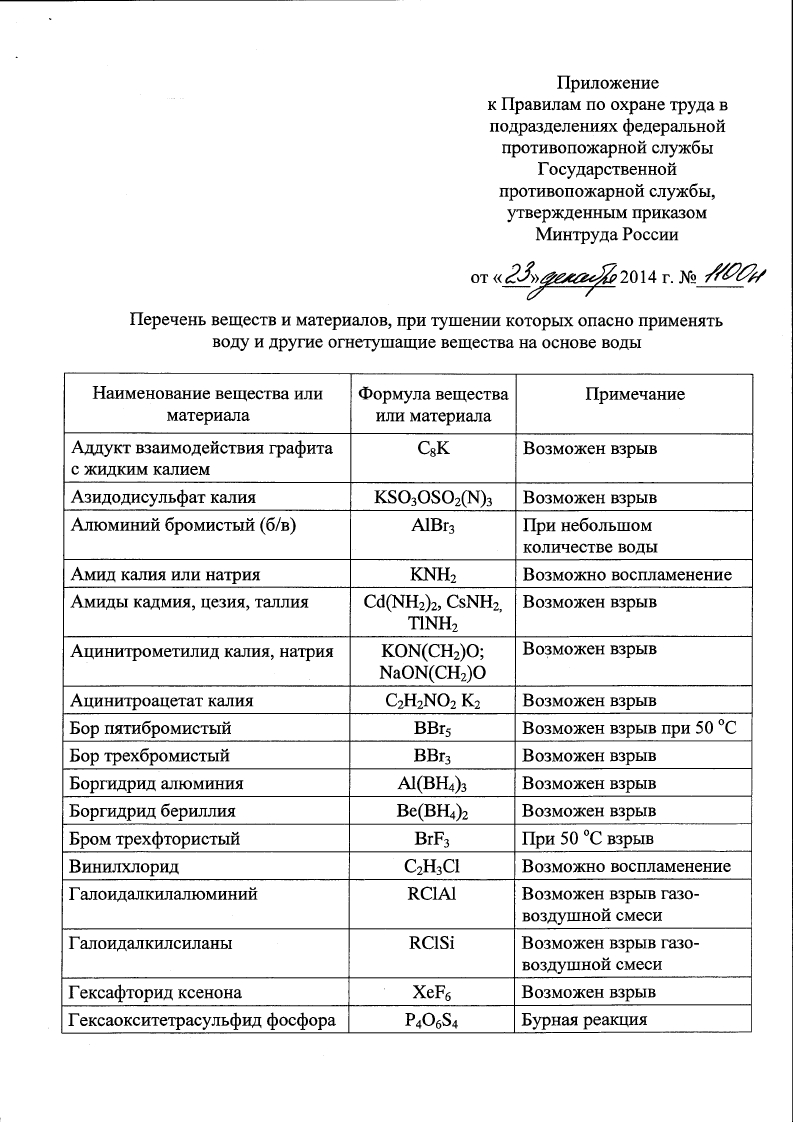 Приложение
к Правилам по охране труда в
подразделениях федеральной
противопожарной службы
Государственной
противопожарной службы,
утвержденным приказом
Минтруда России
от «23» декабря 2014 г. № 1100н
Перечень веществ и материалов, при тушении которых опасно применять
воду и другие огнетушащие вещества на основе воды
Наименование вещества или Формула вещества Примечание
материала или материала
Аддукт взаимодействия графита C₈K Возможен взрыв
с жидким калием
Азидодисульфат калия KSO₃OSO₂(N)₃ Возможен взрыв
Алюминий бромистый (б/в) AlBr₃ При небольшом
количестве воды
Амид калия или натрия KNH₂ Возможно воспламенение
Амиды кадмия, цезия, таллия Cd(NH₂)₂, CsNH₂, Возможен взрыв
TlNH₂
Ацинитрометилид калия, натрия KON(CH₂)O; Возможен взрыв
NaON(CH₂)O
Ацинитроацетат калия C₂H₂NO₂ K₂ Возможен взрыв
Бор пятибромистый BBr₅ Возможен взрыв при 50 °C
Бор трехбромистый BBr₃ Возможен взрыв
Боргидрид алюминия Al(BH₄)₃ Возможен взрыв
Боргидрид бериллия Be(BH₄)₂ Возможен взрыв
Бром трехфтористый BrF₃ При 50 °C взрыв
Винилхлорид C₂H₃Cl Возможно воспламенение
Галоидалкилалюминий RClAl Возможен взрыв газо-
воздушной смеси
Галоидалкилсиланы RClSi Возможен взрыв газо-
воздушной смеси
Гексафторид ксенона XeF₆ Возможен взрыв
Гексаокситетрасульфид фосфора P₄O₆S₄ Бурная реакция